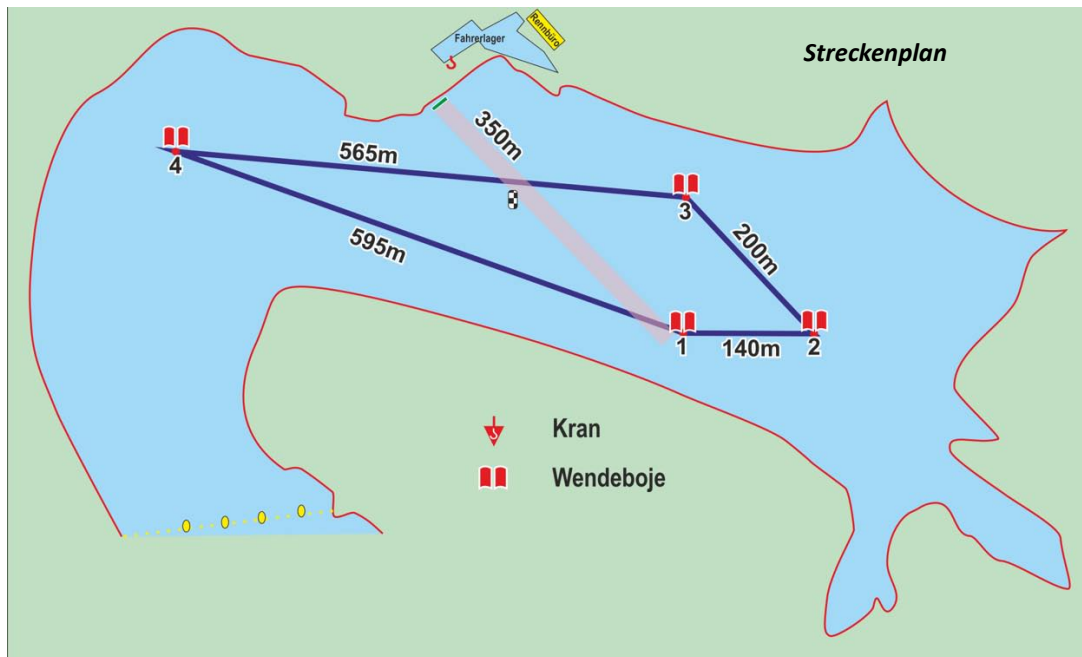 Rennbüro
Fahrerlager
Streckenplan
350m
565m
4
3
595m
200m
1
140m
2
Kran
Wendeboje